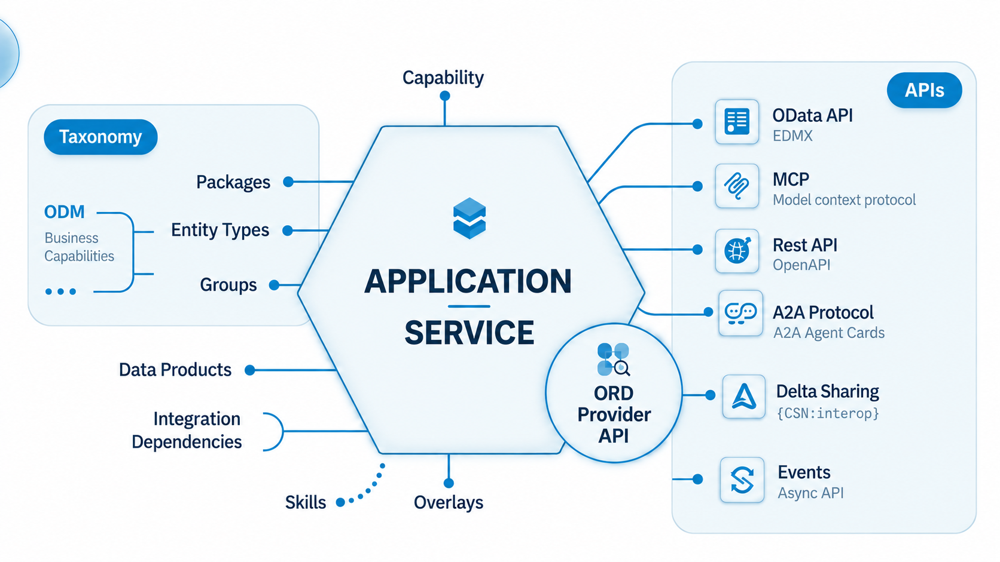 Capability
Taxonomy
Packages
ODM
Business
Capabilities
Entity Types
Groups
Data Products
Integration
Dependencies
Skills
Overlays
APPLICATION
SERVICE
ORD
Provider
API
APIs
OData API
EDMX
MCP
Model context protocol
Rest API
OpenAPI
A2A Protocol
A2A Agent Cards
Delta Sharing
{CSN:interop}
Events
Async API